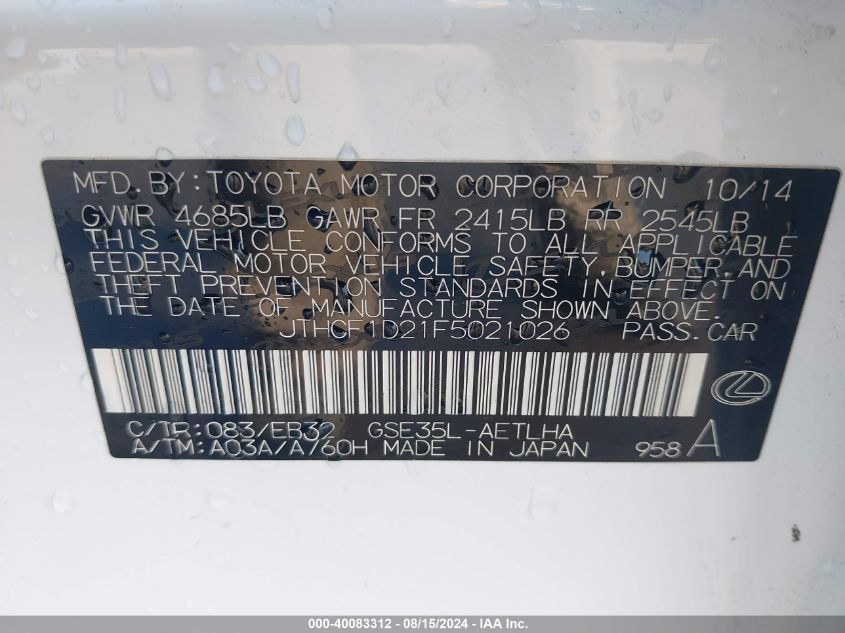 MFD. BY: TOYOTA MOTOR CORPORATION 10/14
GVWR 4685LB GAWR FR 2415LB RR 2545LB
THIS VEHICLE CONFORMS TO ALL APPLICABLE
FEDERAL MOTOR VEHICLE SAFETY, BUMPER, AND
THEFT PREVENTION STANDARDS IN EFFECT ON
THE DATE OF MANUFACTURE SHOWN ABOVE.
JTHCF1D21F5021026 PASS. CAR
C/TR: 083/EB32 GSE35L-AETLHA
A/TM: A03A/A760H MADE IN JAPAN 958 A
000-40083312 - 08/15/2024 - IAA Inc.